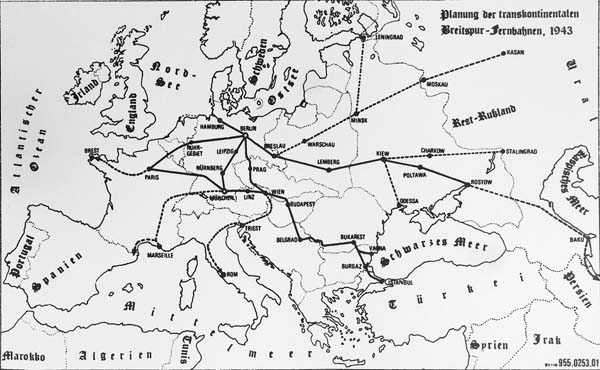 Planung der transkontinentalen
Breitspur-Fernbahnen, 1943
LENINGRAD
KASAN
MOSKAU
Ural
Nord-
See
Schweden
Ostsee
Irland
England
Atlantischer
Ozean
MINSK
Rest-Rußland
HAMBURG
BERLIN
WARSCHAU
BREST
RUHR-
GEBIET
LEIPZIG
BRESLAU
KIEW
CHARKOW
STALINGRAD
PARIS
NÜRNBERG
PRAG
LEMBERG
POLTAWA
ROSTOW
Kaspisches
Meer
MÜNCHEN
LINZ
WIEN
BUDAPEST
ODESSA
TRIEST
BELGRAD
BUKAREST
BAKU
Portugal
Spanien
MARSEILLE
ROM
VARNA
Schwarzes Meer
BURGAZ
ISTANBUL
Persien
Türkei
Mittelmeer
Marokko
Algerien
Tunis
Syrien
Irak
955.0253.01